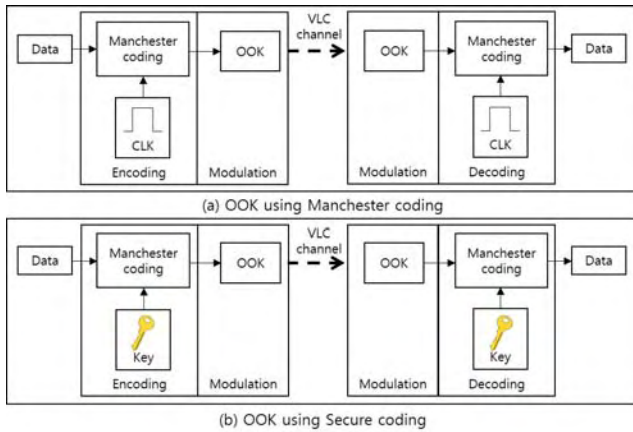 VLC
channel
Data
Manchester
coding
OOK
OOK
Manchester
coding
Data
CLK
CLK
Encoding
Modulation
Modulation
Decoding
(a) OOK using Manchester coding
VLC
channel
Data
Manchester
coding
OOK
OOK
Manchester
coding
Data
Key
Key
Encoding
Modulation
Modulation
Decoding
(b) OOK using Secure coding